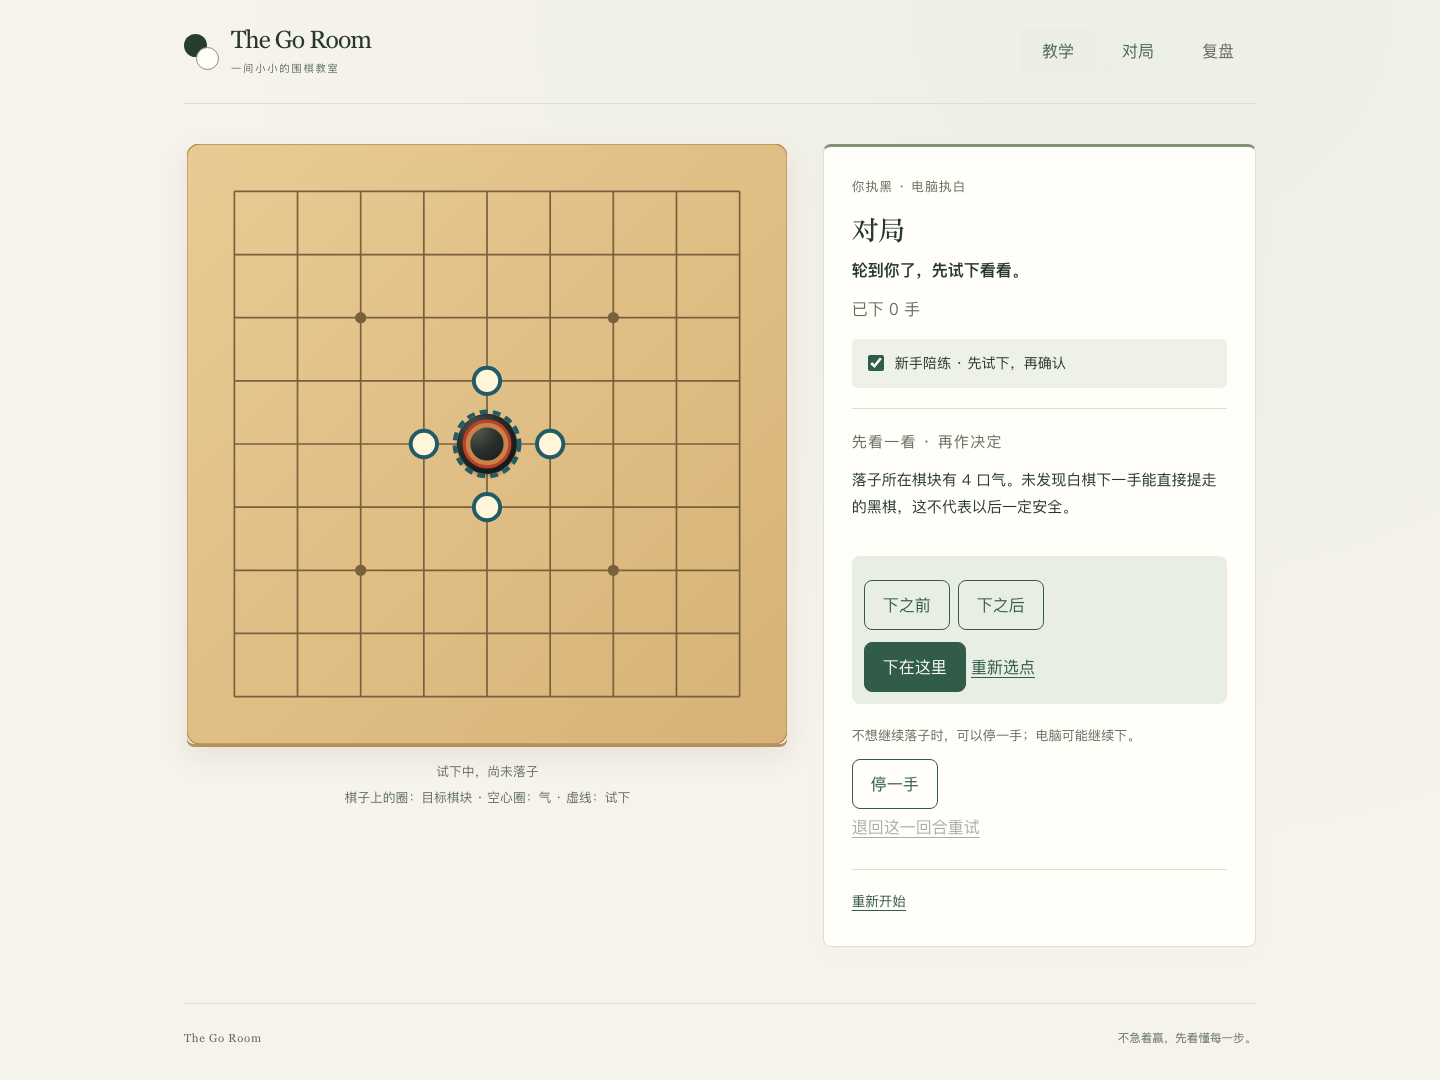 The Go Room
一间小小的围棋教室
教学
对局
复盘
试下中，尚未落子
棋子上的圈：目标棋块 · 空心圈：气 · 虚线：试下
你执黑 · 电脑执白
对局
轮到你了，先试下看看。
已下 0 手
新手陪练 · 先试下，再确认
先看一看 · 再作决定
落子所在棋块有 4 口气。未发现白棋下一手能直接提走
的黑棋，这不代表以后一定安全。
下之前
下之后
下在这里
重新选点
不想继续落子时，可以停一手；电脑可能继续下。
停一手
退回这一回合重试
重新开始
The Go Room
不急着赢，先看懂每一步。